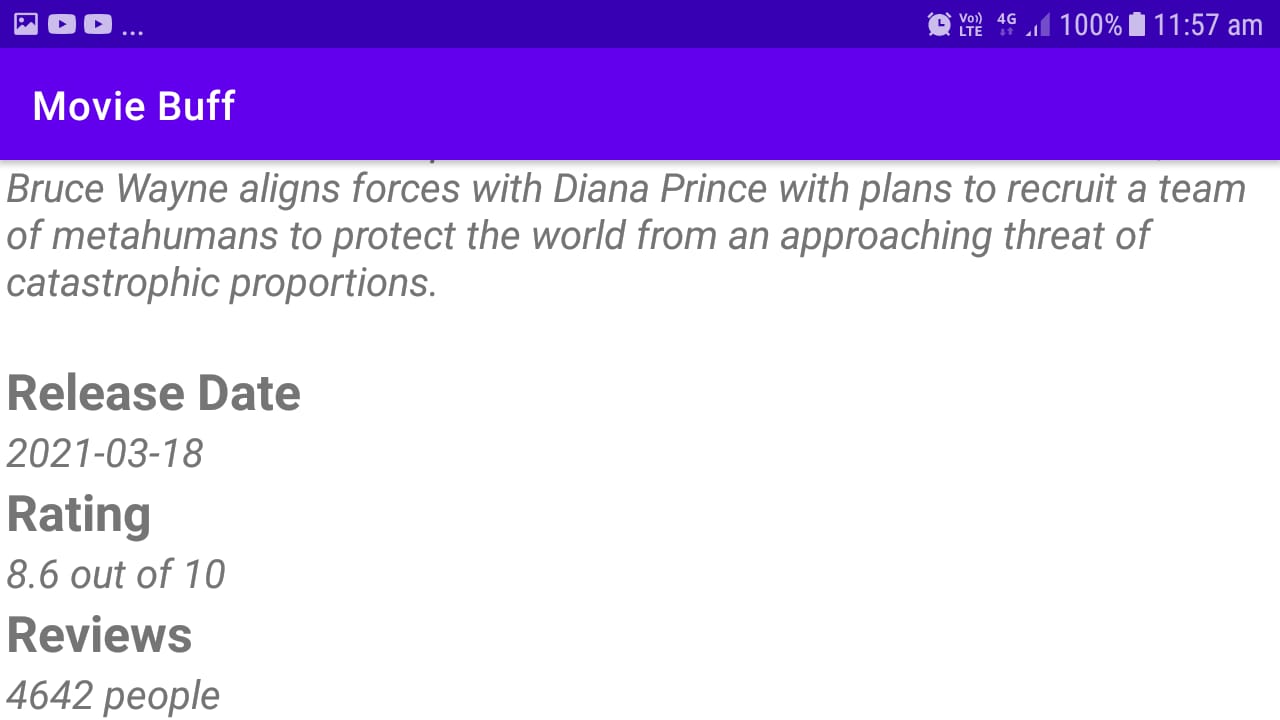 ... Vo)) LTE 4G 100% 11:57 am
Movie Buff
Bruce Wayne aligns forces with Diana Prince with plans to recruit a team
of metahumans to protect the world from an approaching threat of
catastrophic proportions.
Release Date
2021-03-18
Rating
8.6 out of 10
Reviews
4642 people